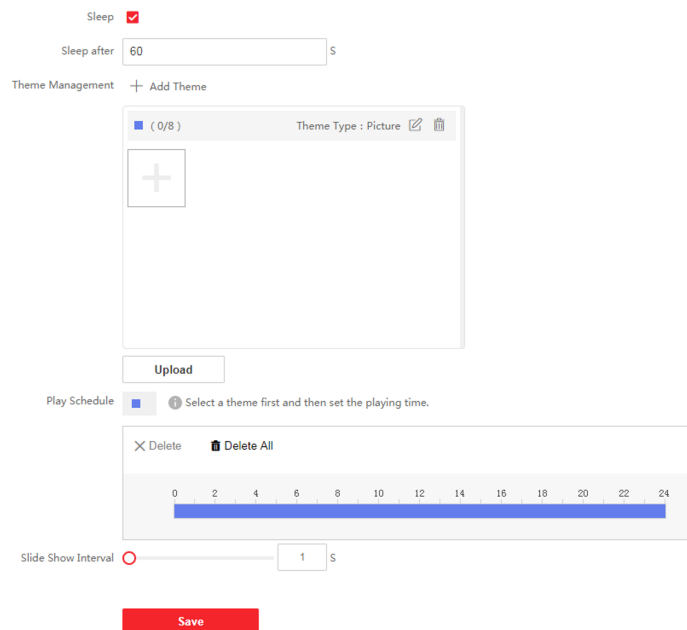 Sleep
Sleep after 60 S
Theme Management Add Theme
( 0/8 ) Theme Type : Picture
Upload
Play Schedule Select a theme first and then set the playing time.
Delete Delete All
0 2 4 6 8 10 12 14 16 18 20 22 24
Slide Show Interval 1 S
Save